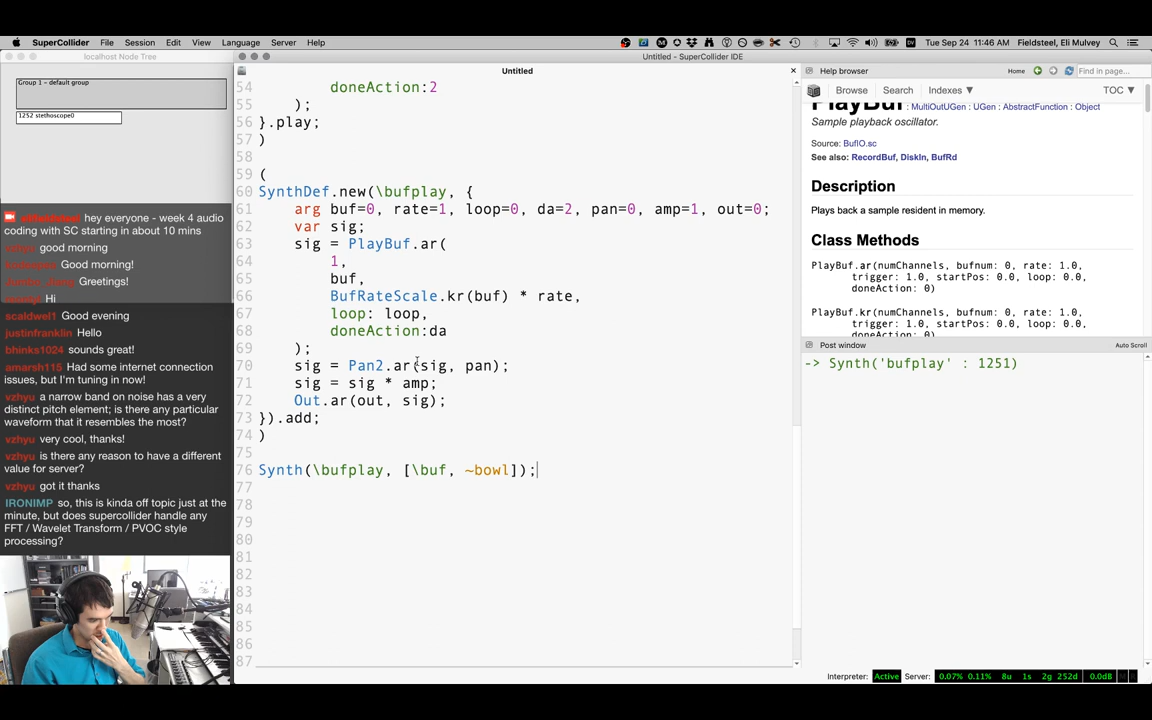 SuperCollider File Session Edit View Language Server Help
Tue Sep 24 11:46 AM Fieldsteel, Eli Mulvey
localhost Node Tree
Untitled - SuperCollider IDE
Group 1 - default group
1252 stethoscope0
hey everyone - week 4 audio
coding with SC starting in about 10 mins
good morning
Good morning!
Greetings!
Hi
scaldwel1 Good evening
justinfranklin Hello
bhinks1024 sounds great!
amarsh115 Had some internet connection
issues, but I'm tuning in now!
vzhyu a narrow band on noise has a very
distinct pitch element; is there any particular
waveform that it resembles the most?
vzhyu very cool, thanks!
vzhyu is there any reason to have a different
value for server?
vzhyu got it thanks
IRONIMP so, this is kinda off topic just at the
minute, but does supercollider handle any
FFT / Wavelet Transform / PVOC style
processing?
Untitled
54 doneAction:2
55 );
56 }.play;
57 )
58
59 (
60 SynthDef.new(\bufplay, {
61 arg buf=0, rate=1, loop=0, da=2, pan=0, amp=1, out=0;
62 var sig;
63 sig = PlayBuf.ar(
64 1,
65 buf,
66 BufRateScale.kr(buf) * rate,
67 loop: loop,
68 doneAction:da
69 );
70 sig = Pan2.ar(sig, pan);
71 sig = sig * amp;
72 Out.ar(out, sig);
73 }).add;
74 )
75
76 Synth(\bufplay, [\buf, ~bowl]);
77
78
79
80
81
82
83
84
85
86
87
Help browser Home Find in page...
Browse Search Indexes ▼ TOC ▼
PlayBuf : MultiOutUGen : UGen : AbstractFunction : Object
Sample playback oscillator.
Source: BufIO.sc
See also: RecordBuf, DiskIn, BufRd
Description
Plays back a sample resident in memory.
Class Methods
PlayBuf.ar(numChannels, bufnum: 0, rate: 1.0,
trigger: 1.0, startPos: 0.0, loop: 0.0,
doneAction: 0)
PlayBuf.kr(numChannels, bufnum: 0, rate: 1.0,
trigger: 1.0, startPos: 0.0, loop: 0.0,
doneAction: 0)
Post window Auto Scroll
-> Synth('bufplay' : 1251)
Interpreter: Active Server: 0.07% 0.11% 8u 1s 2g 252d 0.0dB